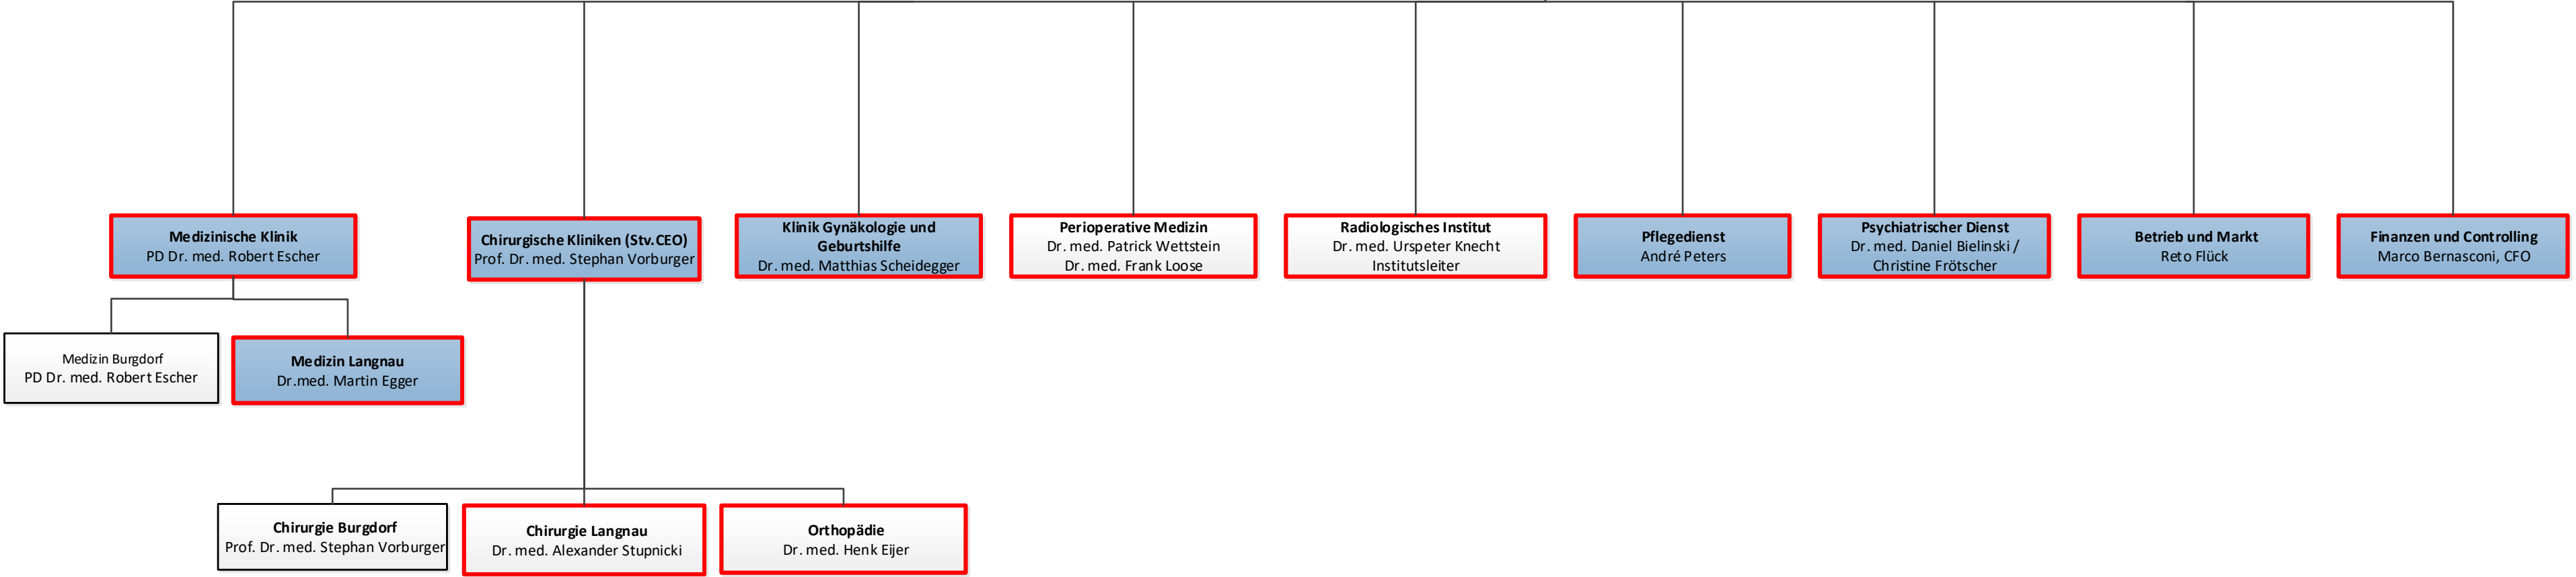 Medizinische Klinik
PD Dr. med. Robert Escher
Chirurgische Kliniken (Stv.CEO)
Prof. Dr. med. Stephan Vorburger
Klinik Gynäkologie und
Geburtshilfe
Dr. med. Matthias Scheidegger
Perioperative Medizin
Dr. med. Patrick Wettstein
Dr. med. Frank Loose
Radiologisches Institut
Dr. med. Urspeter Knecht
Institutsleiter
Pflegedienst
André Peters
Psychiatrischer Dienst
Dr. med. Daniel Bielinski /
Christine Frötscher
Betrieb und Markt
Reto Flück
Finanzen und Controlling
Marco Bernasconi, CFO
Medizin Burgdorf
PD Dr. med. Robert Escher
Medizin Langnau
Dr.med. Martin Egger
Chirurgie Burgdorf
Prof. Dr. med. Stephan Vorburger
Chirurgie Langnau
Dr. med. Alexander Stupnicki
Orthopädie
Dr. med. Henk Eijer